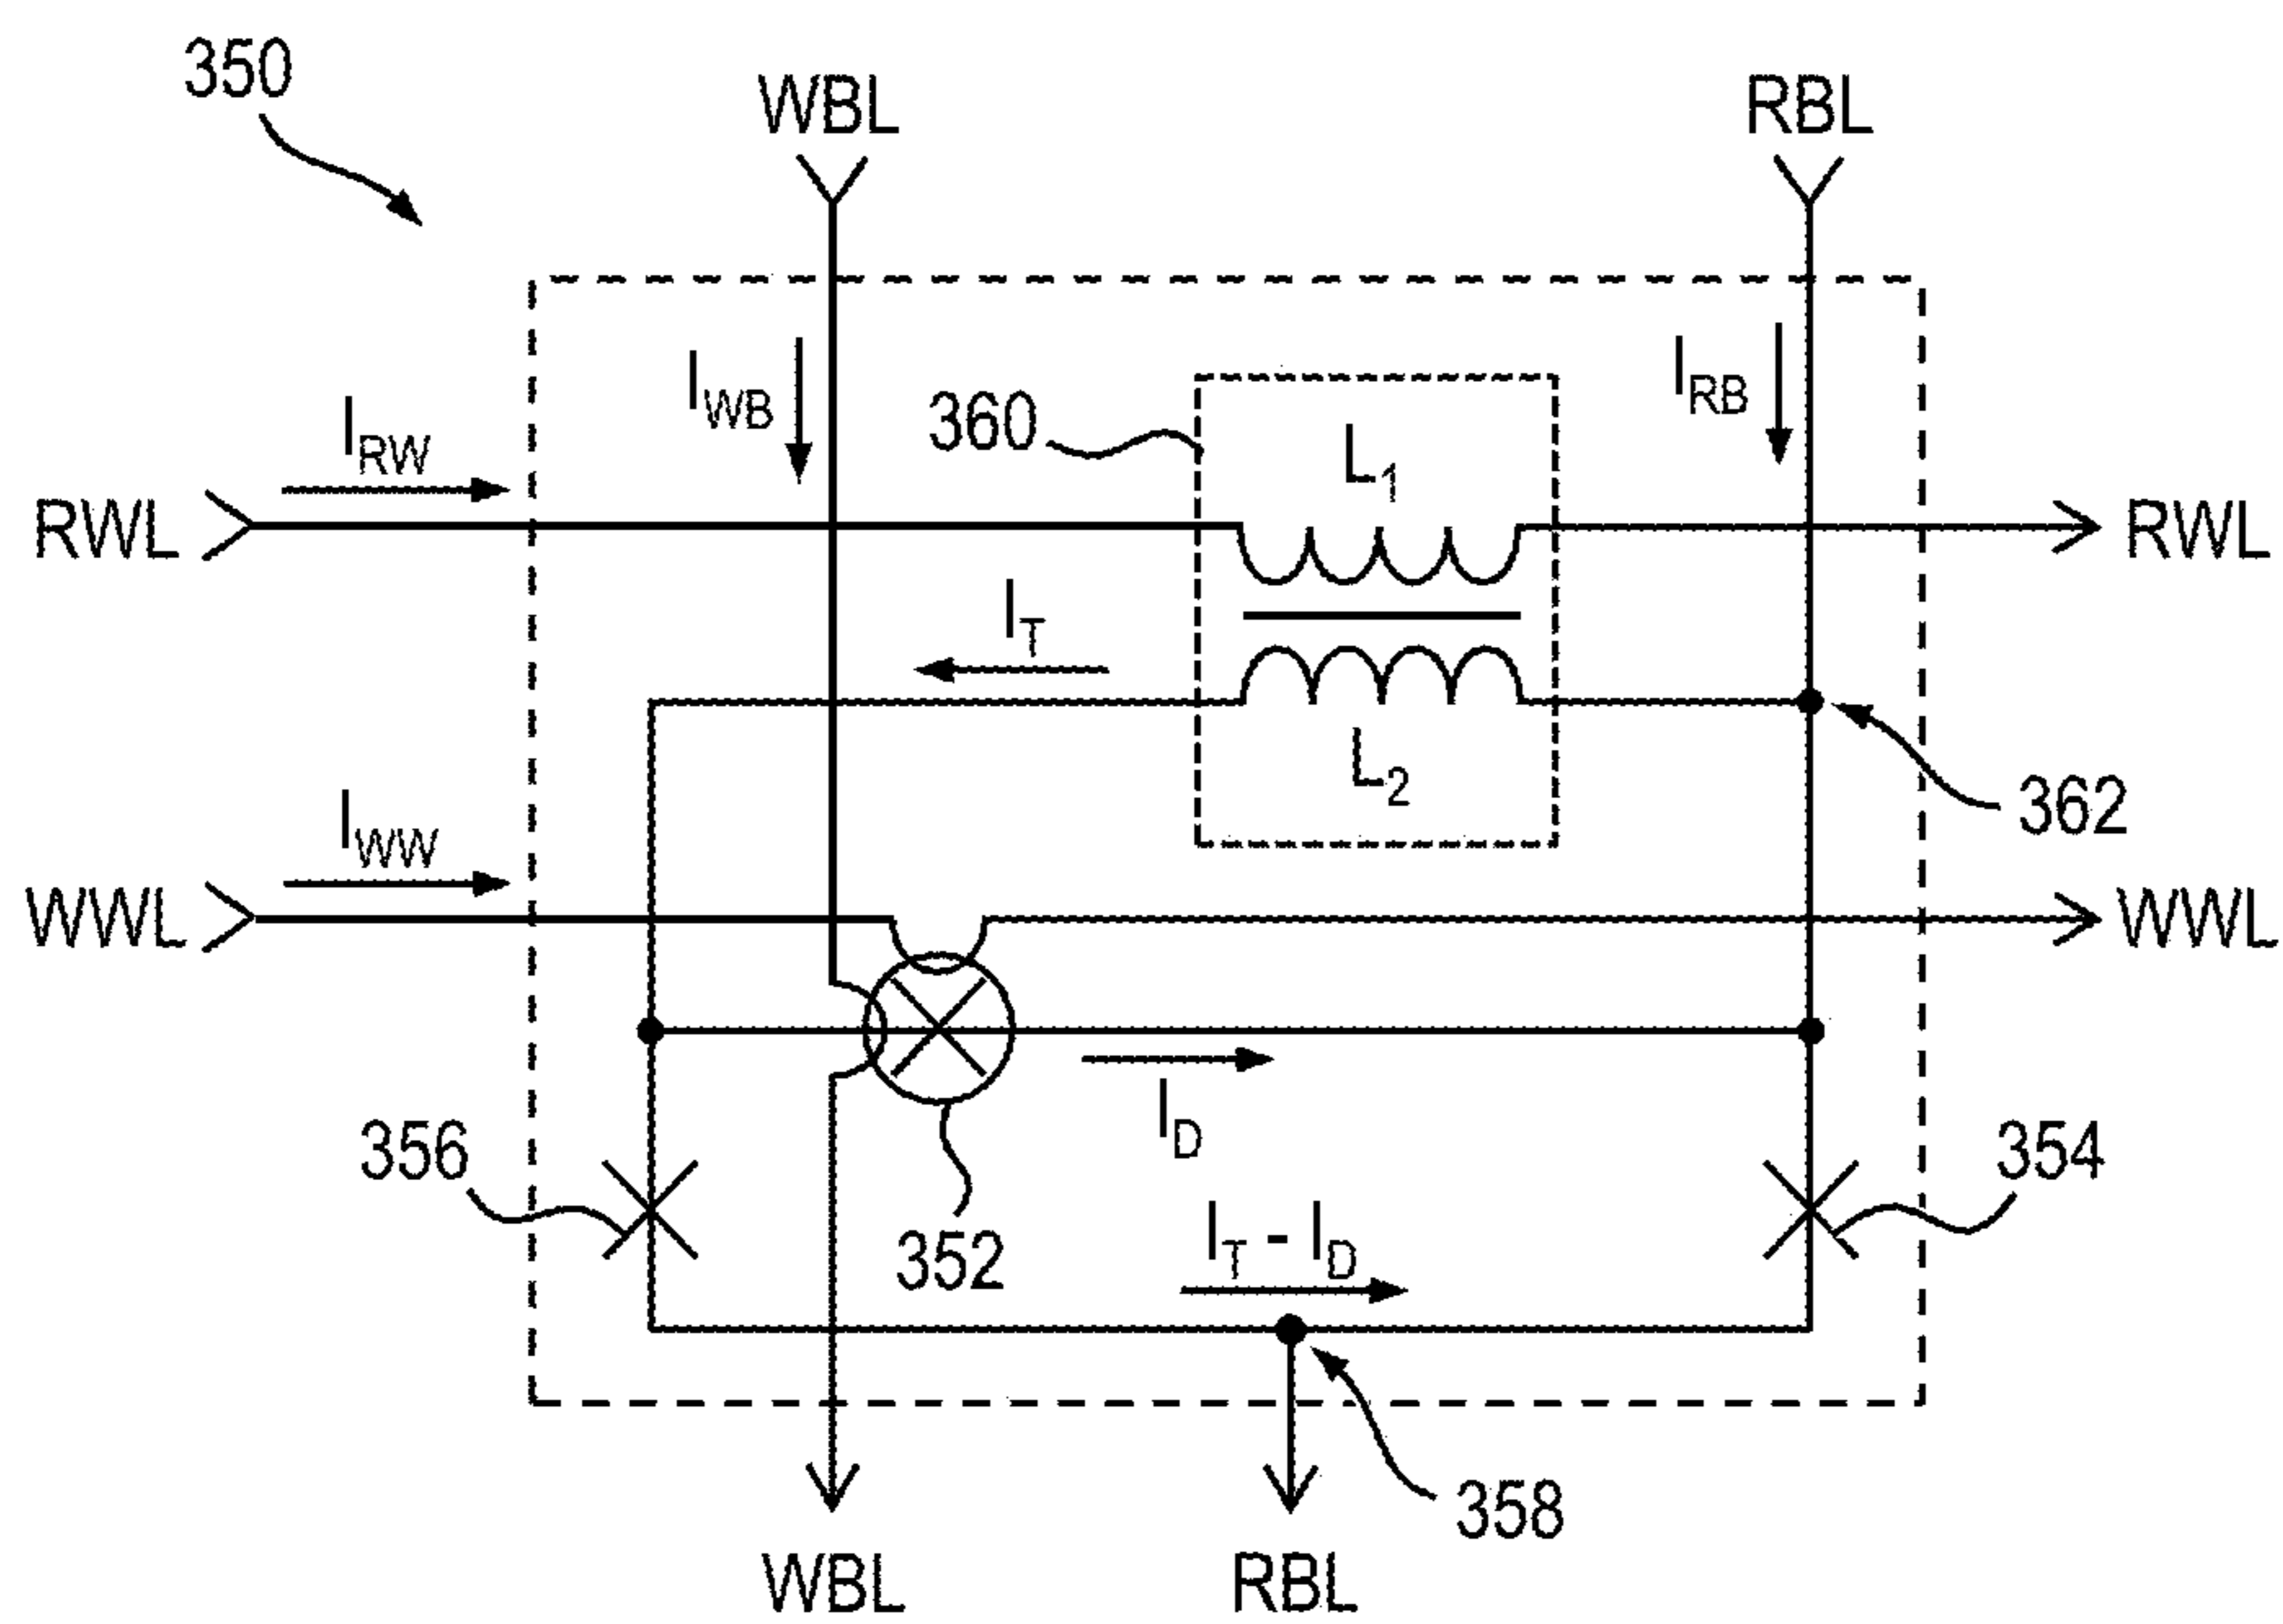 350
WBL
RBL
I_WB
I_RB
360
L_1
I_RW
RWL
RWL
I_T
L_2
362
I_WW
WWL
WWL
I_D
356
354
352
I_T - I_D
358
WBL
RBL